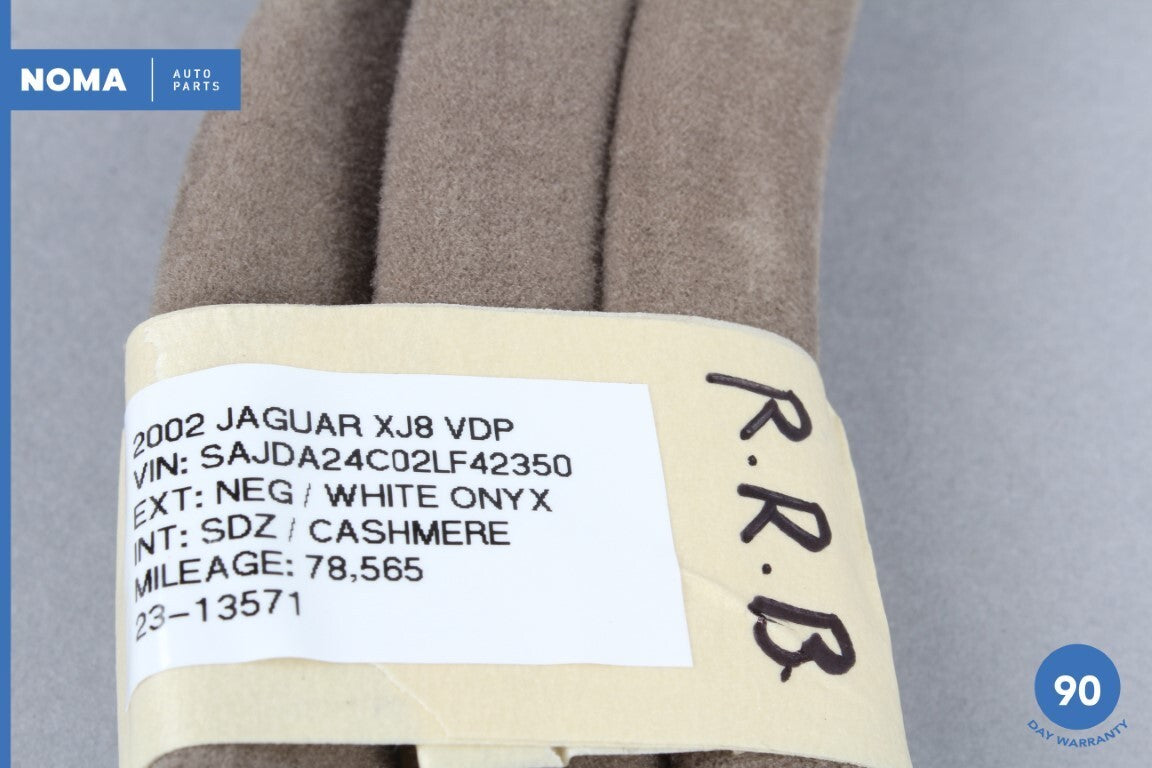 NOMA
AUTO
PARTS
2002 JAGUAR XJ8 VDP
VIN: SAJDA24C02LF42350
EXT: NEG / WHITE ONYX
INT: SDZ / CASHMERE
MILEAGE: 78,565
23-13571
R.R.B
90
DAY WARRANTY